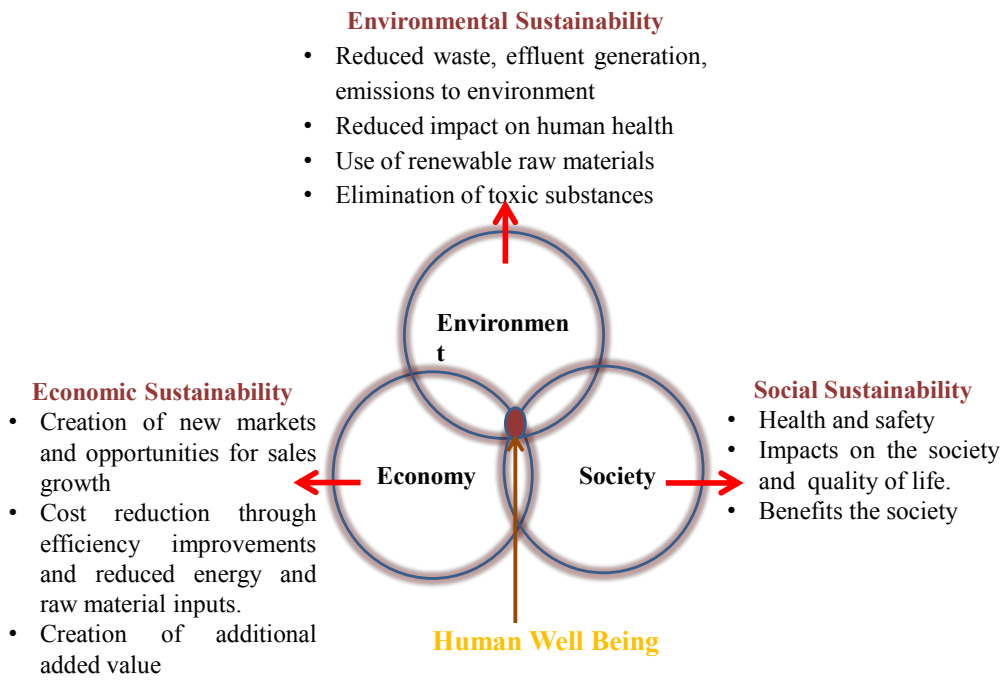 Environmental Sustainability
• Reduced waste, effluent generation,
emissions to environment
• Reduced impact on human health
• Use of renewable raw materials
• Elimination of toxic substances
Environmen
t
Economic Sustainability
• Creation of new markets
and opportunities for sales
growth
• Cost reduction through
efficiency improvements
and reduced energy and
raw material inputs.
• Creation of additional
added value
Economy
Society
Social Sustainability
• Health and safety
• Impacts on the society
and quality of life.
• Benefits the society
Human Well Being